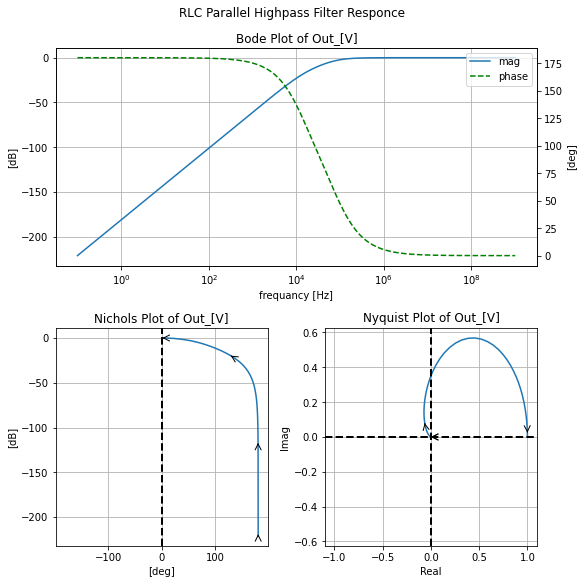 RLC Parallel Highpass Filter Responce
Bode Plot of Out_[V]
0
−50
−100
−150
−200
[dB]
175
150
125
100
75
50
25
0
[deg]
mag
phase
10^0 10^2 10^4 10^6 10^8
frequancy [Hz]
Nichols Plot of Out_[V]
0
−50
−100
−150
−200
[dB]
−100 0 100
[deg]
Nyquist Plot of Out_[V]
0.6
0.4
0.2
0.0
−0.2
−0.4
−0.6
Imag
−1.0 −0.5 0.0 0.5 1.0
Real